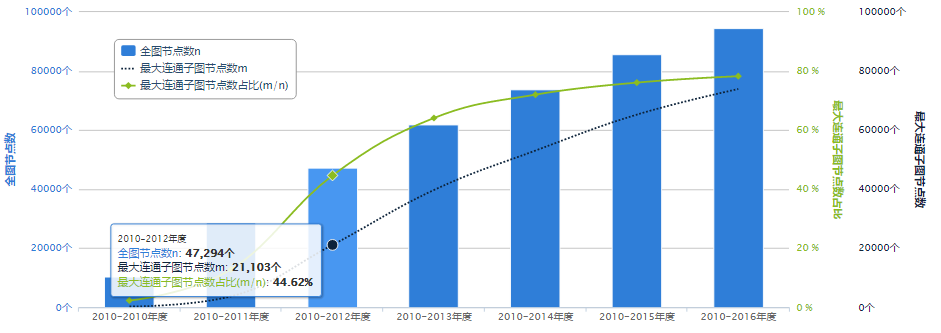 100000个
80000个
60000个
40000个
20000个
0个
全图节点数
全图节点数n
最大连通子图节点数m
最大连通子图节点数占比(m/n)
2010-2012年度
全图节点数n: 47,294个
最大连通子图节点数m: 21,103个
最大连通子图节点数占比(m/n): 44.62%
2010-2010年度
2010-2011年度
2010-2012年度
2010-2013年度
2010-2014年度
2010-2015年度
2010-2016年度
100 %
80 %
60 %
40 %
20 %
0 %
最大连通子图节点数占比
100000个
80000个
60000个
40000个
20000个
0个
最大连通子图节点数